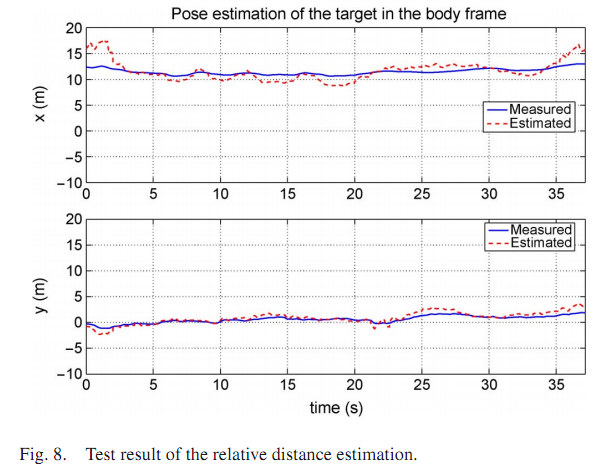 Pose estimation of the target in the body frame
20
15
10
5
0
−5
−10
x (m)
Measured
Estimated
0 5 10 15 20 25 30 35
20
15
10
5
0
−5
−10
y (m)
Measured
Estimated
0 5 10 15 20 25 30 35
time (s)
Fig. 8. Test result of the relative distance estimation.